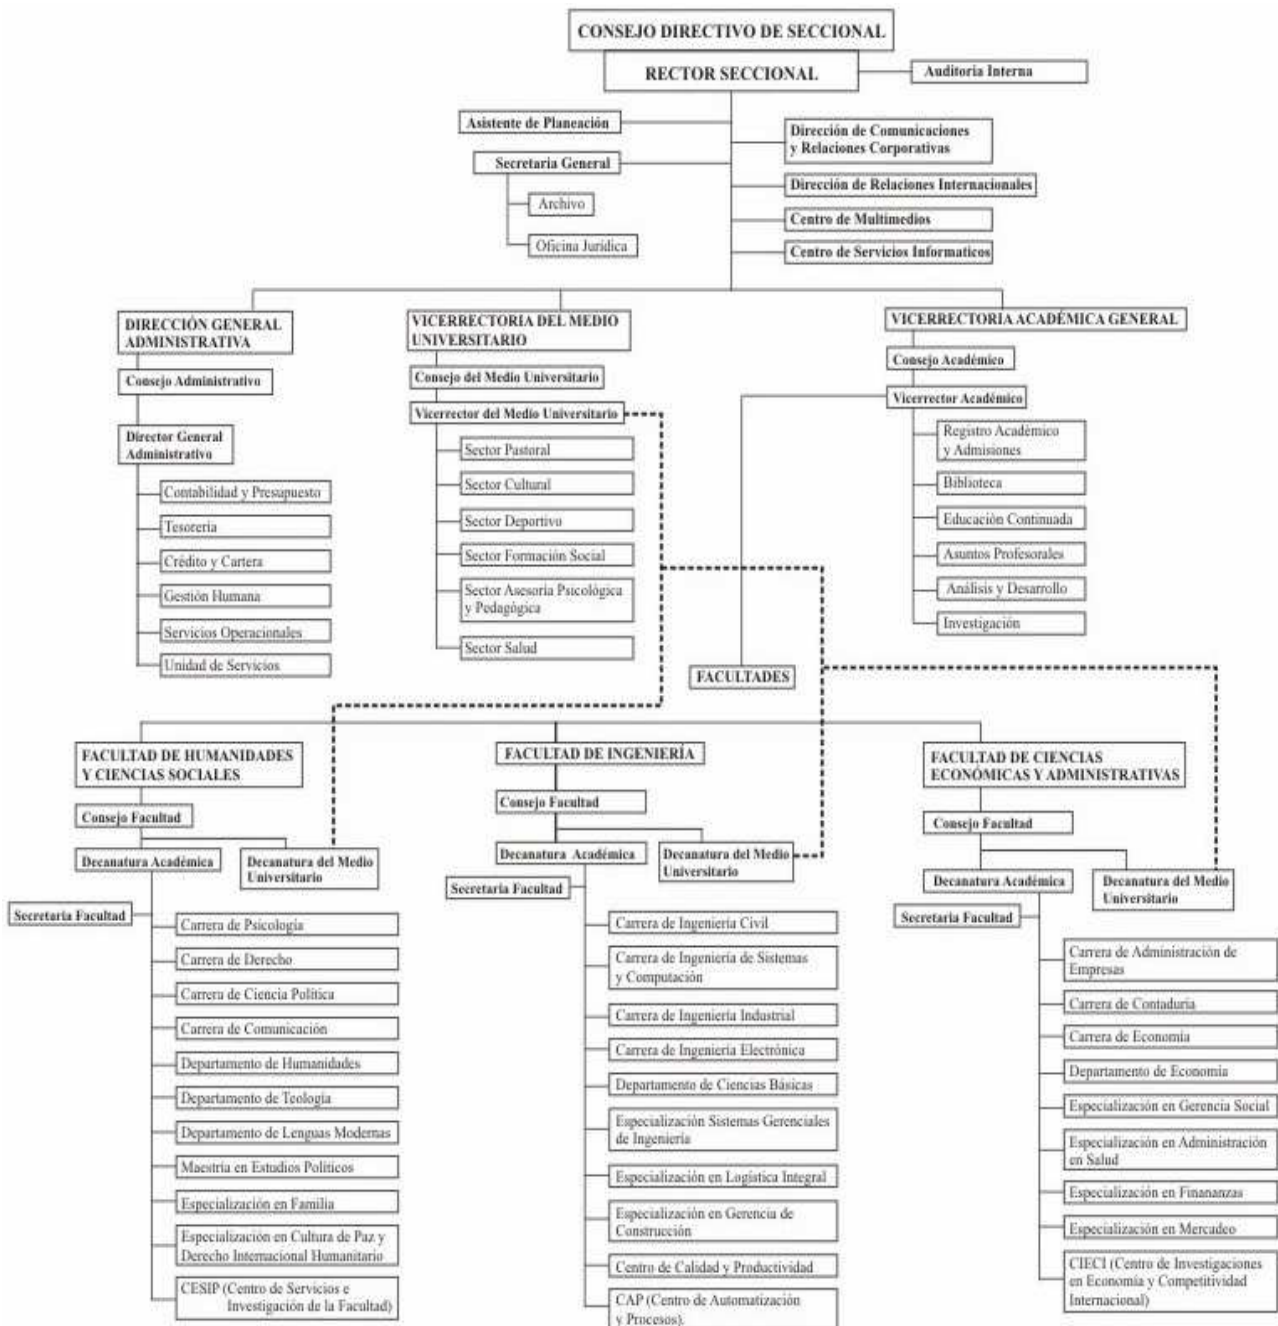 CONSEJO DIRECTIVO DE SECCIONAL
RECTOR SECCIONAL
Auditoria Interna
Asistente de Planeación
Dirección de Comunicaciones
y Relaciones Corporativas
Secretaria General
Archivo
Oficina Jurídica
Dirección de Relaciones Internacionales
Centro de Multimedios
Centro de Servicios Informaticos
DIRECCIÓN GENERAL
ADMINISTRATIVA
Consejo Administrativo
Director General
Administrativo
Contabilidad y Presupuesto
Tesorería
Crédito y Cartera
Gestión Humana
Servicios Operacionales
Unidad de Servicios
VICERRECTORIA DEL MEDIO
UNIVERSITARIO
Consejo del Medio Universitario
Vicerrector del Medio Universitario
Sector Pastoral
Sector Cultural
Sector Deportivo
Sector Formación Social
Sector Asesoría Psicológica
y Pedagógica
Sector Salud
VICERRECTORÍA ACADÉMICA GENERAL
Consejo Académico
Vicerrector Académico
Registro Académico
y Admisiones
Biblioteca
Educación Continuada
Asuntos Profesorales
Análisis y Desarrollo
Investigación
FACULTADES
FACULTAD DE HUMANIDADES
Y CIENCIAS SOCIALES
Consejo Facultad
Decanatura Académica
Decanatura del Medio
Universitario
Secretaria Facultad
Carrera de Psicología
Carrera de Derecho
Carrera de Ciencia Política
Carrera de Comunicación
Departamento de Humanidades
Departamento de Teología
Departamento de Lenguas Modernas
Maestría en Estudios Políticos
Especialización en Familia
Especialización en Cultura de Paz y
Derecho Internacional Humanitario
CESIP (Centro de Servicios e
Investigación de la Facultad)
FACULTAD DE INGENIERÍA
Consejo Facultad
Decanatura Académica
Decanatura del Medio
Universitario
Secretaria Facultad
Carrera de Ingeniería Civil
Carrera de Ingeniería de Sistemas
y Computación
Carrera de Ingeniería Industrial
Carrera de Ingeniería Electrónica
Departamento de Ciencias Básicas
Especialización Sistemas Gerenciales
de Ingeniería
Especialización en Logística Integral
Especialización en Gerencia de
Construcción
Centro de Calidad y Productividad
CAP (Centro de Automatización
y Procesos).
FACULTAD DE CIENCIAS
ECONÓMICAS Y ADMINISTRATIVAS
Consejo Facultad
Decanatura Académica
Decanatura del Medio
Universitario
Secretaria Facultad
Carrera de Administración de
Empresas
Carrera de Contaduría
Carrera de Economía
Departamento de Economía
Especialización en Gerencia Social
Especialización en Administración
en Salud
Especialización en Finananzas
Especialización en Mercadeo
CIECI (Centro de Investigaciones
en Economía y Competitividad
Internacional)